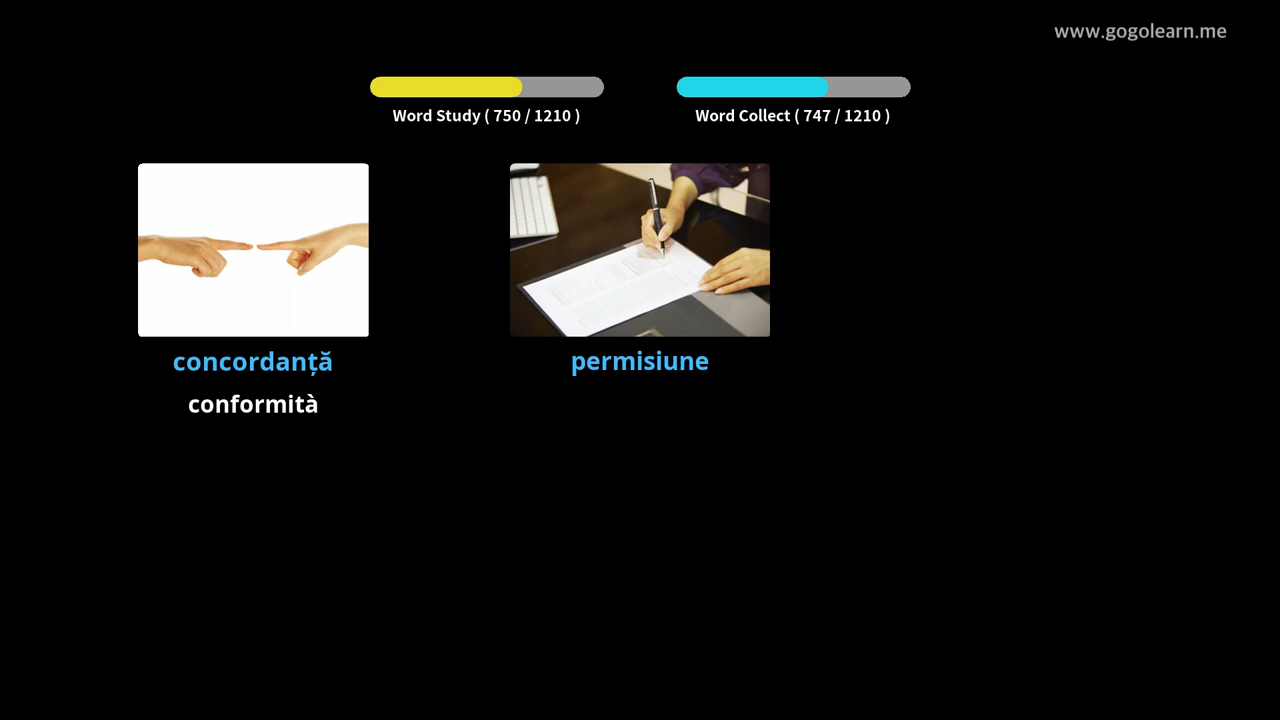 www.gogolearn.me
Word Study ( 750 / 1210 )
Word Collect ( 747 / 1210 )
concordanță
conformità
permisiune